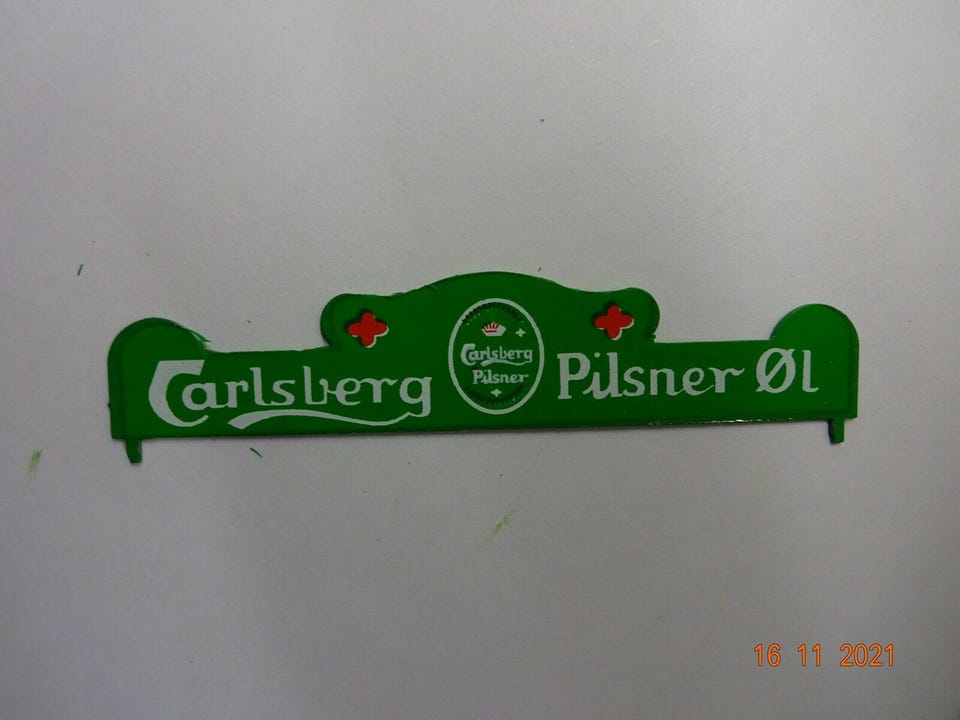 Carlsberg
Carlsberg
Pilsner
Pilsner Øl
16 11 2021